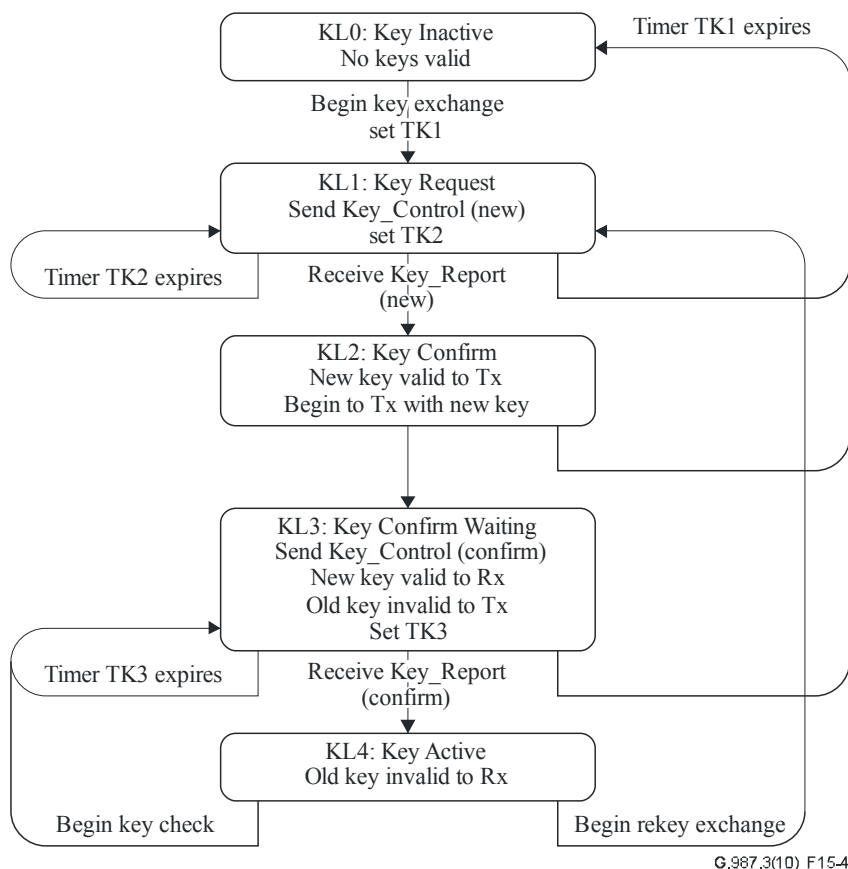 KL0: Key Inactive
No keys valid
Timer TK1 expires
Begin key exchange
set TK1
KL1: Key Request
Send Key_Control (new)
set TK2
Timer TK2 expires
Receive Key_Report
(new)
KL2: Key Confirm
New key valid to Tx
Begin to Tx with new key
KL3: Key Confirm Waiting
Send Key_Control (confirm)
New key valid to Rx
Old key invalid to Tx
Set TK3
Timer TK3 expires
Receive Key_Report
(confirm)
KL4: Key Active
Old key invalid to Rx
Begin key check
Begin rekey exchange
G.987.3(10)_F15-4